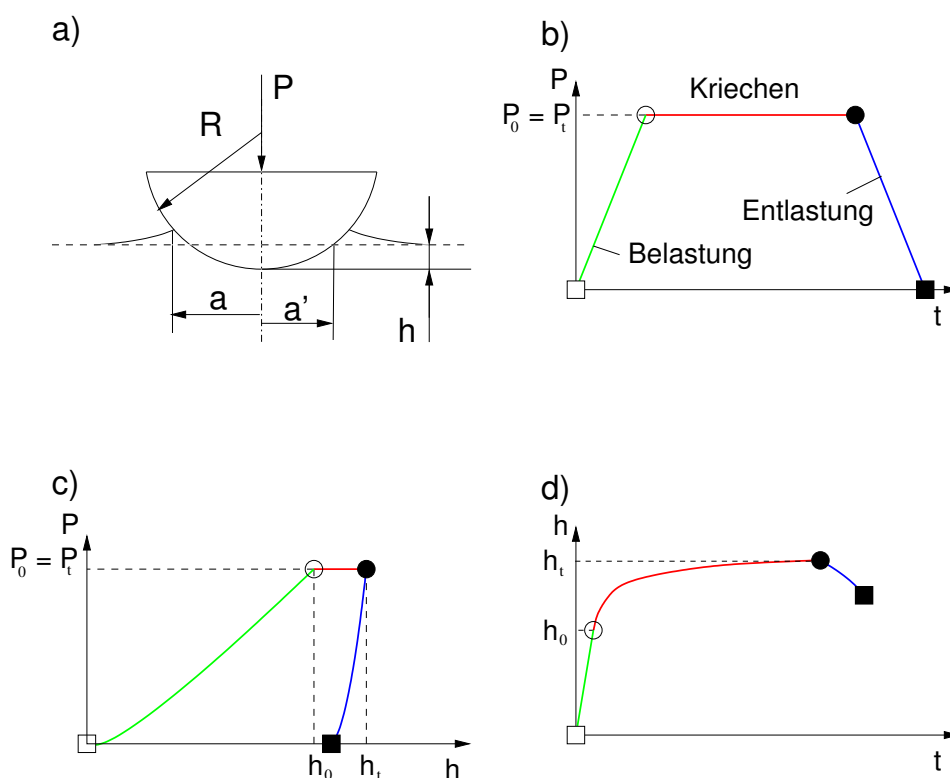 a)
P
R
a
a'
h
b)
P
Kriechen
P₀ = Pₜ
Entlastung
Belastung
t
c)
P
P₀ = Pₜ
h₀
hₜ
h
d)
h
hₜ
h₀
t